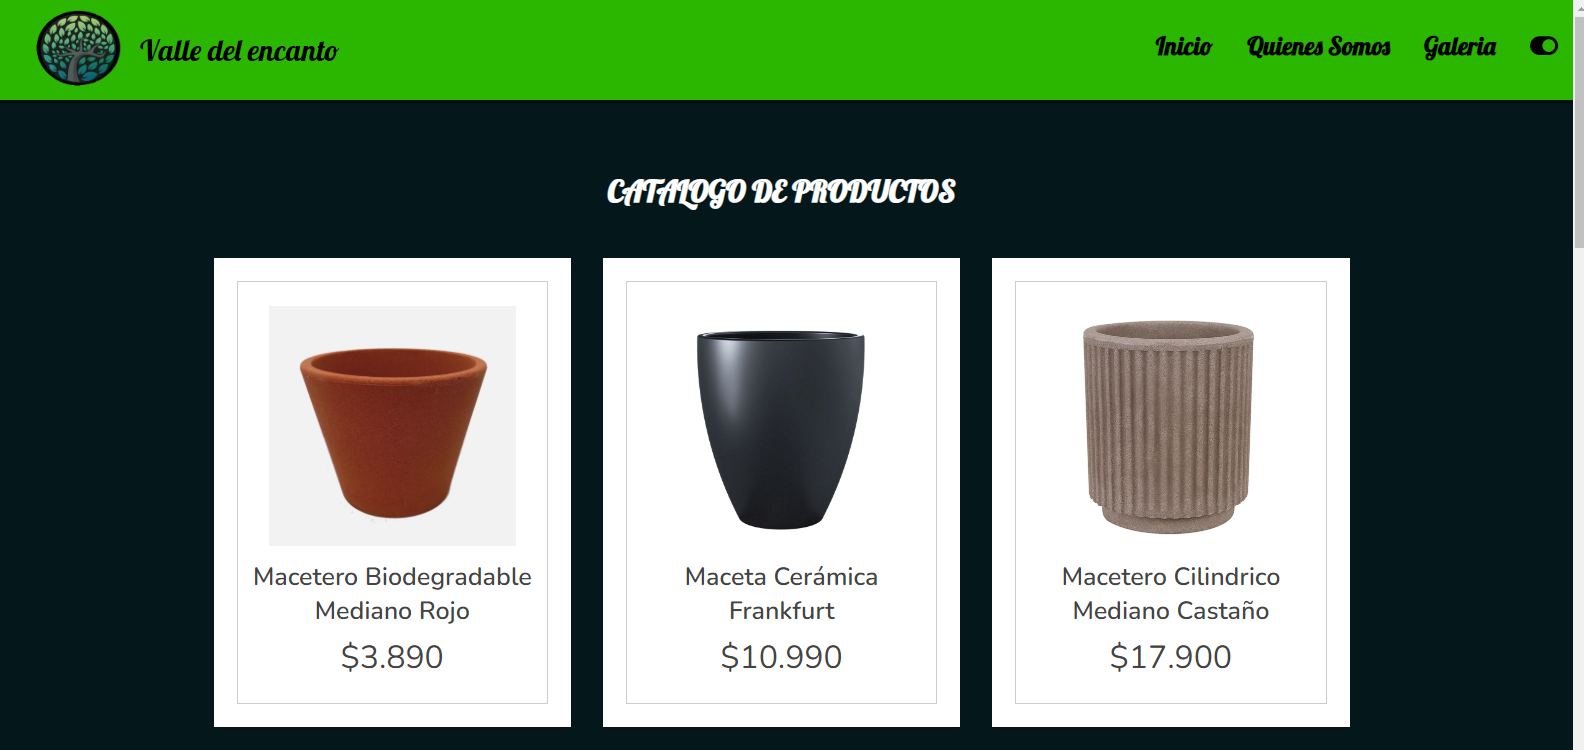 Valle del encanto
Inicio Quienes Somos Galeria
CATALOGO DE PRODUCTOS
Macetero Biodegradable
Mediano Rojo
$3.890
Maceta Cerámica
Frankfurt
$10.990
Macetero Cilindrico
Mediano Castaño
$17.900